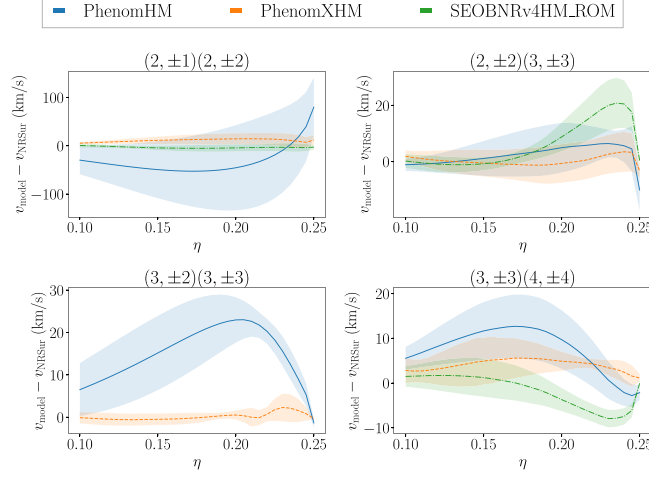 PhenomHM PhenomXHM SEOBNRv4HM_ROM
(2, ±1)(2, ±2)
v_model − v_NRSur (km/s)
100
0
−100
0.10 0.15 0.20 0.25
η
(2, ±2)(3, ±3)
v_model − v_NRSur (km/s)
20
0
0.10 0.15 0.20 0.25
η
(3, ±2)(3, ±3)
v_model − v_NRSur (km/s)
30
20
10
0
0.10 0.15 0.20 0.25
η
(3, ±3)(4, ±4)
v_model − v_NRSur (km/s)
20
10
0
−10
0.10 0.15 0.20 0.25
η